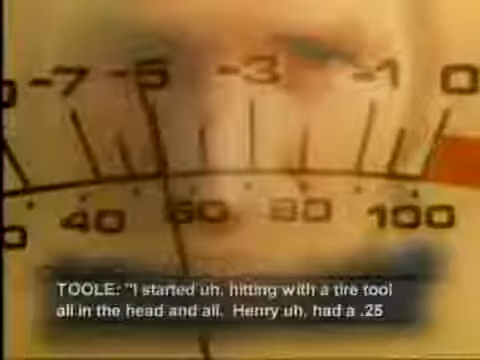 -7 -5 -3 -1 0
0 40 60 80 100
TOOLE: "I started uh, hitting with a tire tool
all in the head and all. Henry uh, had a .25